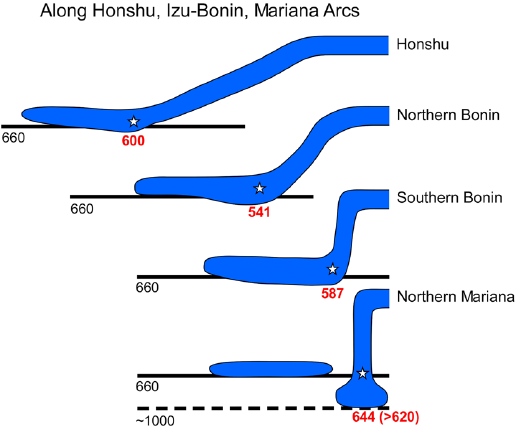 Along Honshu, Izu-Bonin, Mariana Arcs
Honshu
660
600
Northern Bonin
660
541
Southern Bonin
660
587
Northern Mariana
660
~1000
644 (>620)